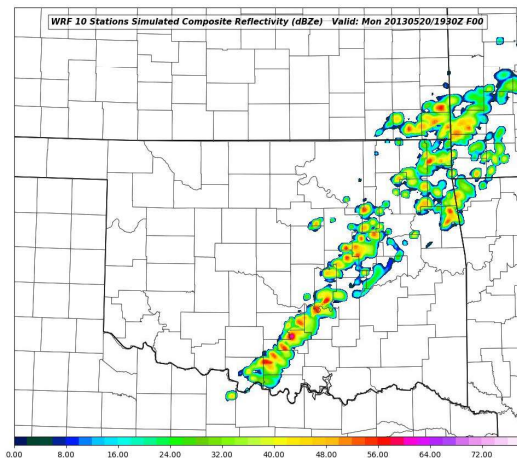 WRF 10 Stations Simulated Composite Reflectivity (dBZe) Valid: Mon 20130520/1930Z F00
0.00 8.00 16.00 24.00 32.00 40.00 48.00 56.00 64.00 72.00